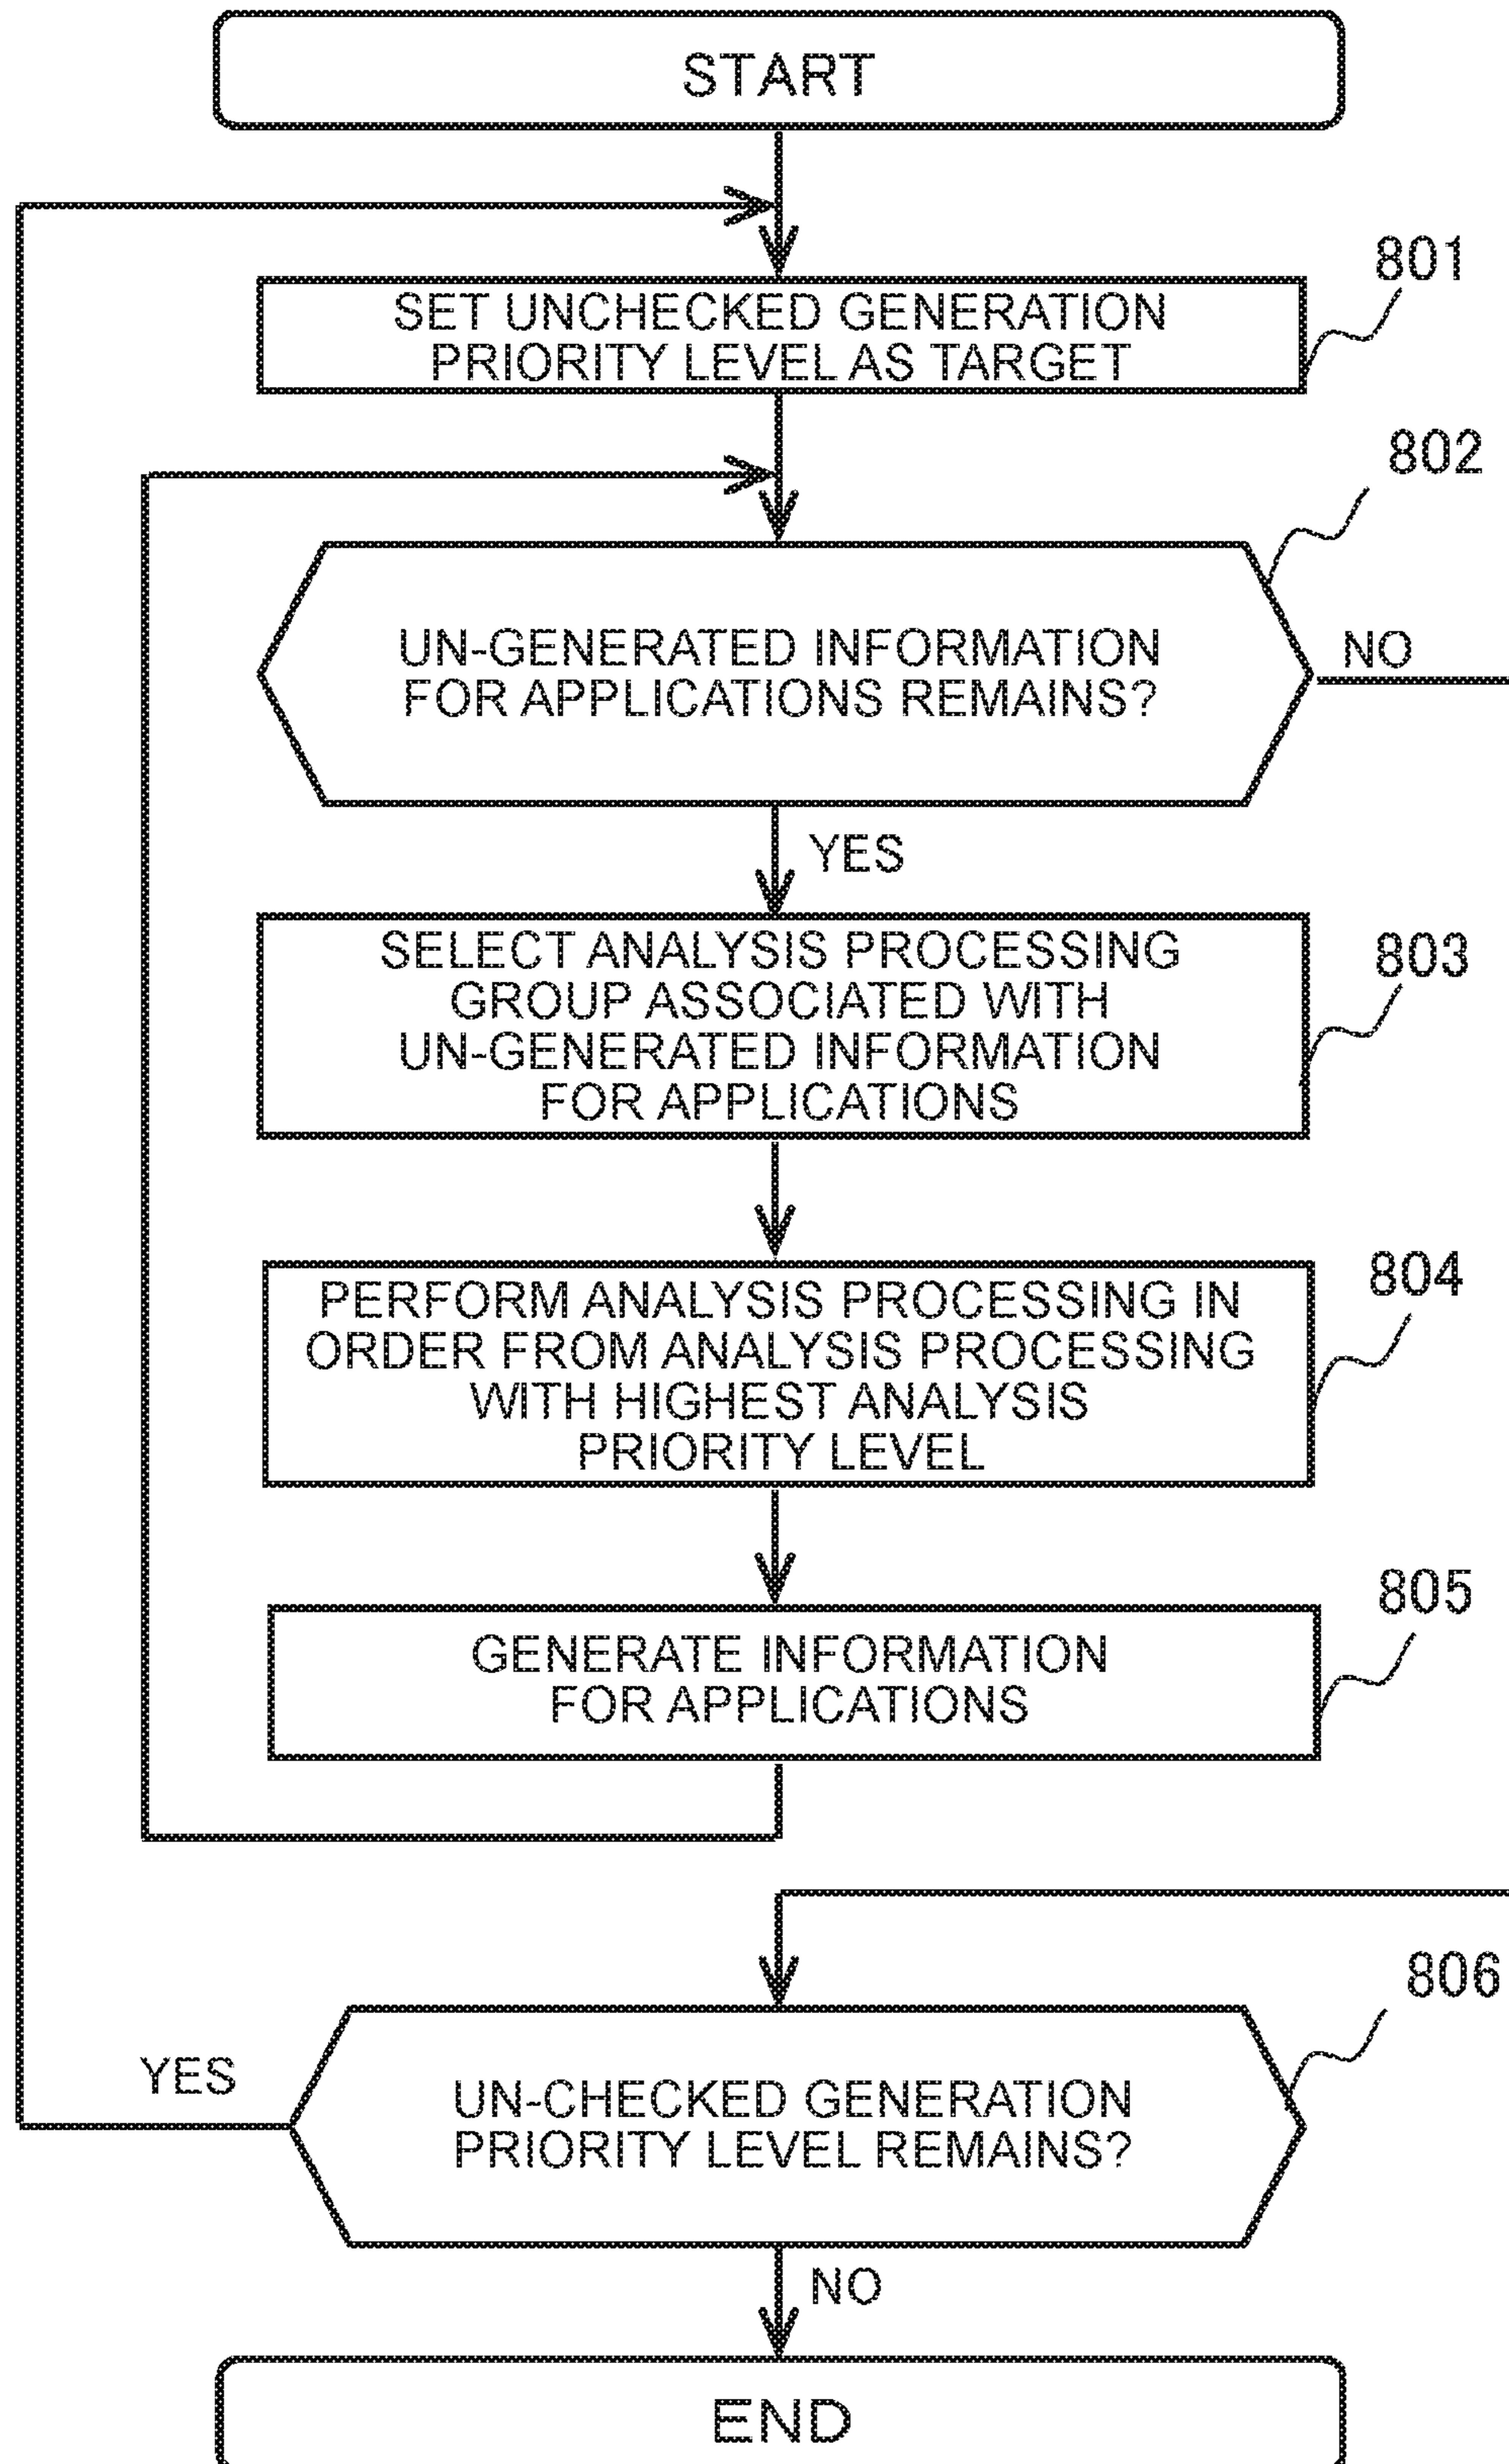 START
801
SET UNCHECKED GENERATION
PRIORITY LEVEL AS TARGET
802
UN-GENERATED INFORMATION
FOR APPLICATIONS REMAINS?
NO
YES
803
SELECT ANALYSIS PROCESSING
GROUP ASSOCIATED WITH
UN-GENERATED INFORMATION
FOR APPLICATIONS
804
PERFORM ANALYSIS PROCESSING IN
ORDER FROM ANALYSIS PROCESSING
WITH HIGHEST ANALYSIS
PRIORITY LEVEL
805
GENERATE INFORMATION
FOR APPLICATIONS
806
YES
UN-CHECKED GENERATION
PRIORITY LEVEL REMAINS?
NO
END